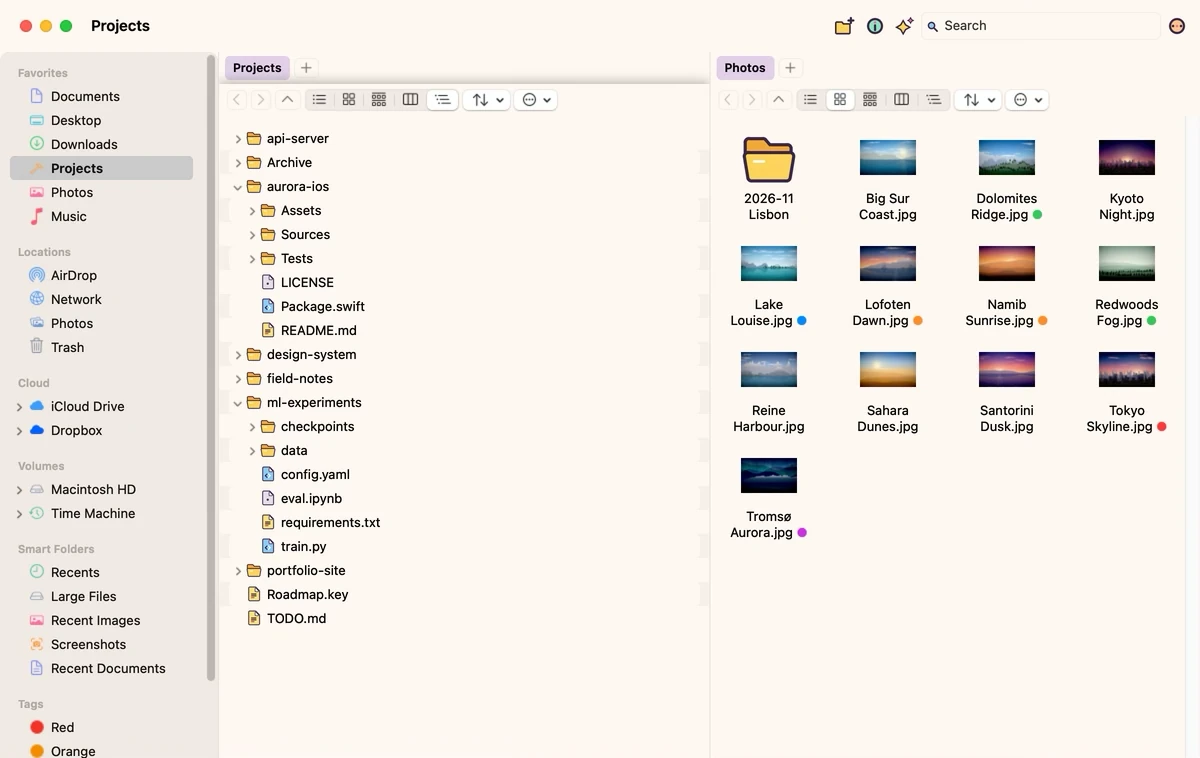 Projects
Search
Favorites
Documents
Desktop
Downloads
Projects
Photos
Music
Locations
AirDrop
Network
Photos
Trash
Cloud
iCloud Drive
Dropbox
Volumes
Macintosh HD
Time Machine
Smart Folders
Recents
Large Files
Recent Images
Screenshots
Recent Documents
Tags
Red
Orange
Projects
api-server
Archive
aurora-ios
Assets
Sources
Tests
LICENSE
Package.swift
README.md
design-system
field-notes
ml-experiments
checkpoints
data
config.yaml
eval.ipynb
requirements.txt
train.py
portfolio-site
Roadmap.key
TODO.md
Photos
2026-11
Lisbon
Big Sur
Coast.jpg
Dolomites
Ridge.jpg
Kyoto
Night.jpg
Lake
Louise.jpg
Lofoten
Dawn.jpg
Namib
Sunrise.jpg
Redwoods
Fog.jpg
Reine
Harbour.jpg
Sahara
Dunes.jpg
Santorini
Dusk.jpg
Tokyo
Skyline.jpg
Tromsø
Aurora.jpg